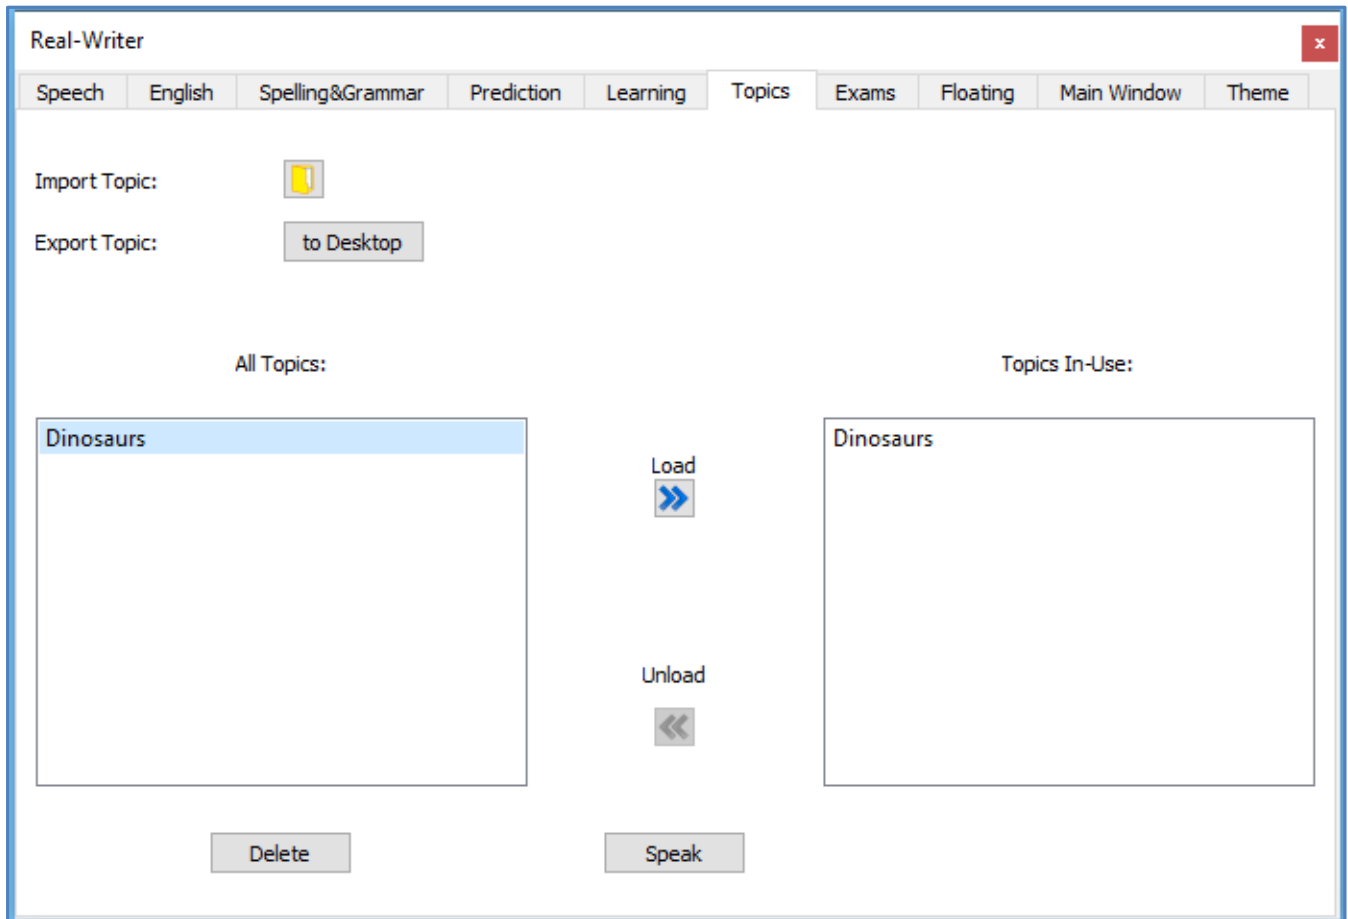 Real-Writer
x
Speech English Spelling&Grammar Prediction Learning Topics Exams Floating Main Window Theme
Import Topic:
Export Topic: to Desktop
All Topics: Topics In-Use:
Dinosaurs Dinosaurs
Load
Unload
Delete Speak